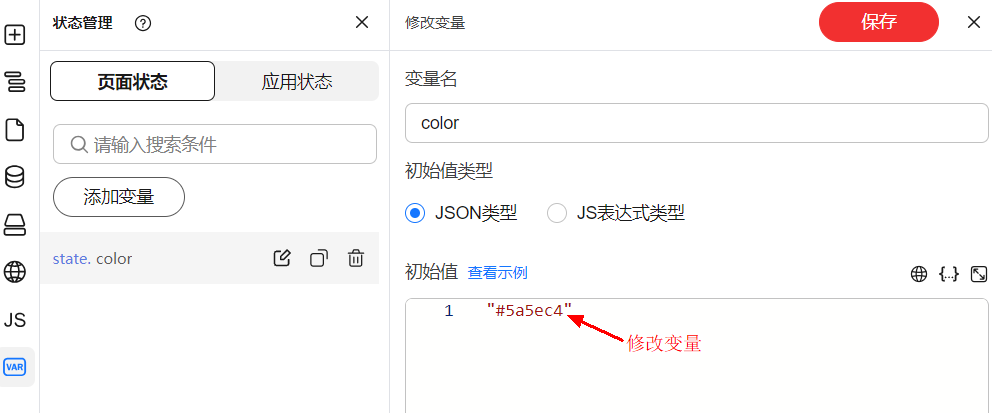 状态管理
修改变量
保存
页面状态
应用状态
变量名
color
请输入搜索条件
初始值类型
添加变量
JSON类型
JS表达式类型
state. color
初始值 查看示例
{...}
1 "#5a5ec4"
修改变量
JS
VAR